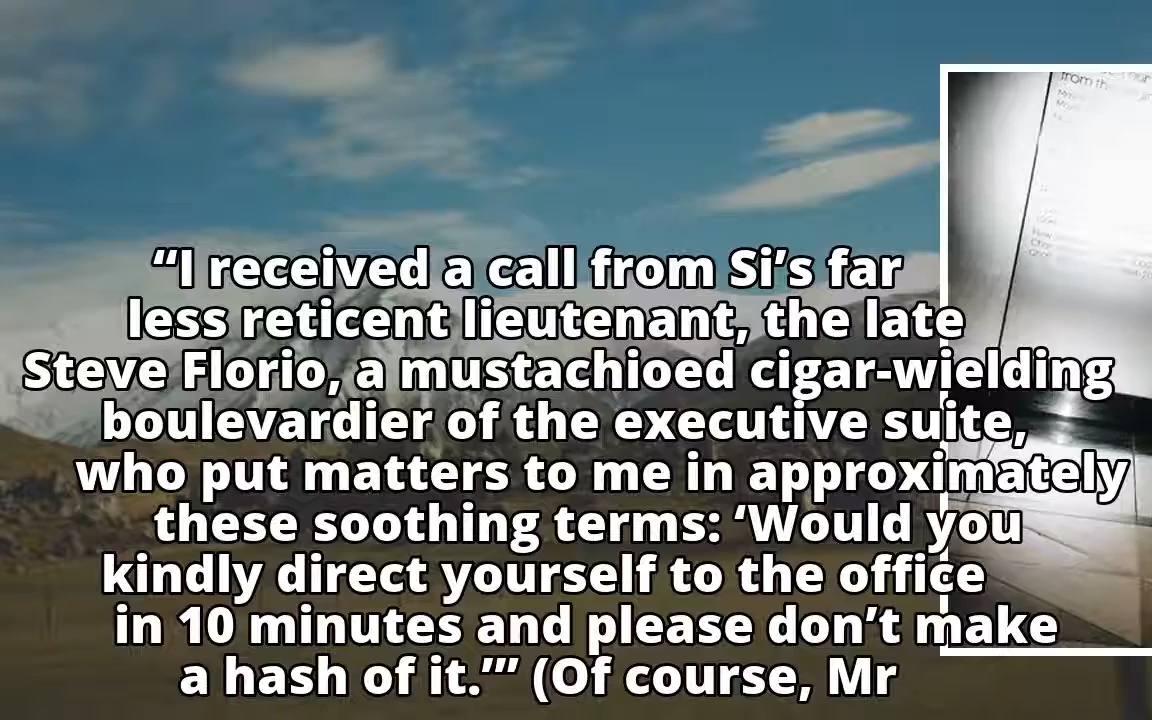 “I received a call from Si’s far
less reticent lieutenant, the late
Steve Florio, a mustachioed cigar-wielding
boulevardier of the executive suite,
who put matters to me in approximately
these soothing terms: ‘Would you
kindly direct yourself to the office
in 10 minutes and please don’t make
a hash of it.’” (Of course, Mr
from th